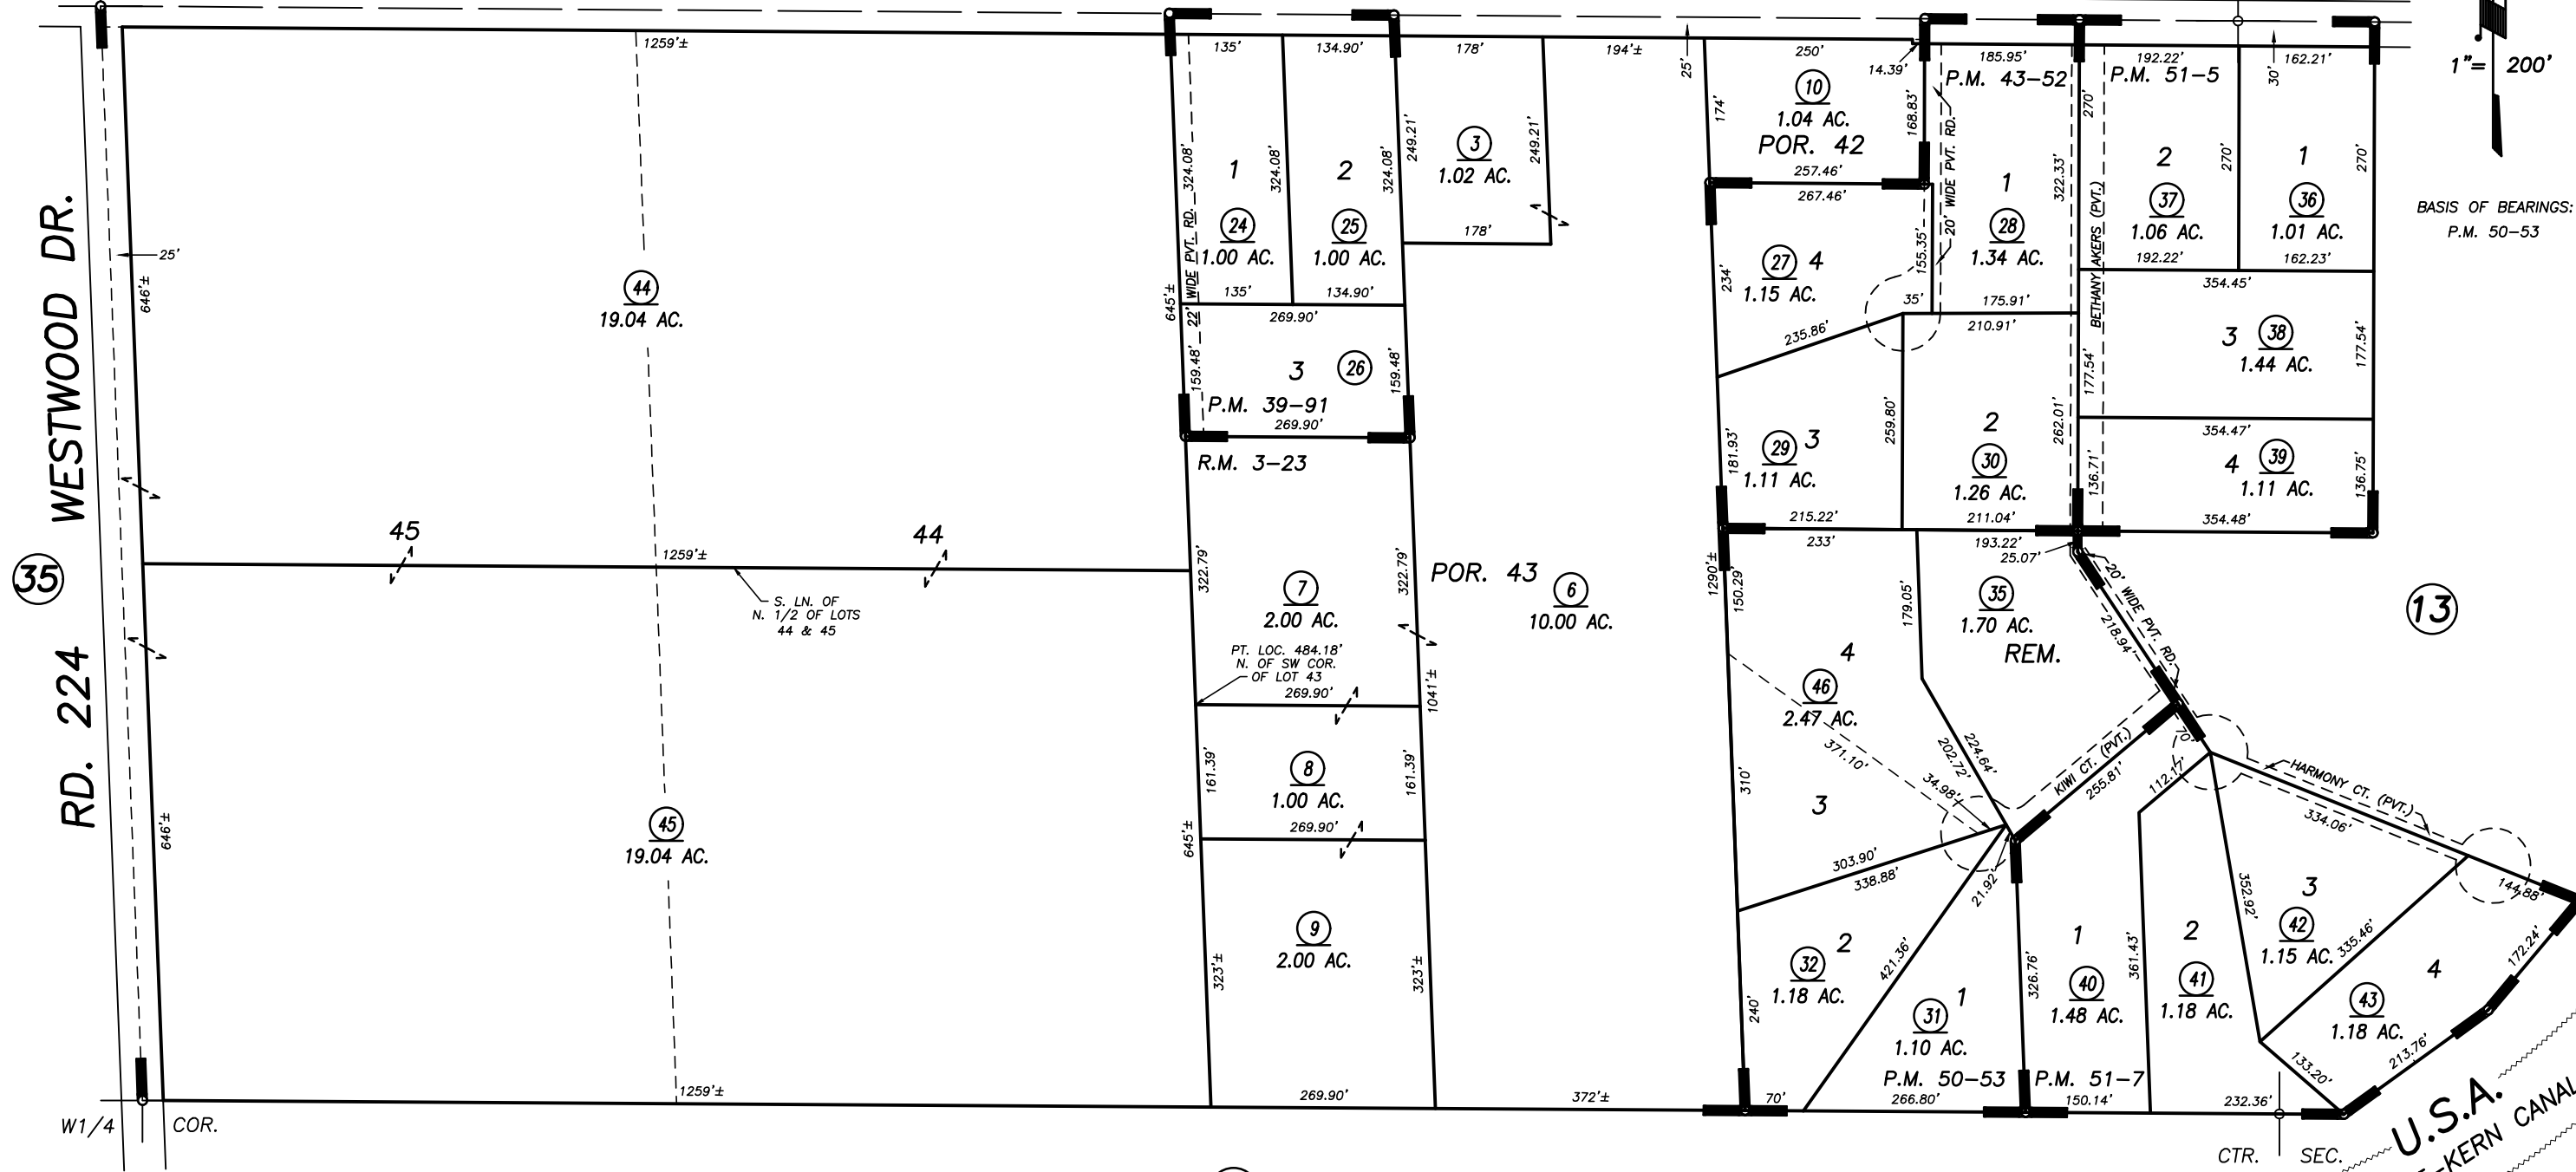 1259'±
135'
134.90'
178'
194'±
25'
250'
14.39'
185.95'
192.22'
30'
162.21'
1"= 200'
P.M. 43-52
P.M. 51-5
BASIS OF BEARINGS:
P.M. 50-53
WESTWOOD DR.
RD. 224
35
25'
646'±
646'±
44
19.04 AC.
45
44
1259'±
S. LN. OF
N. 1/2 OF LOTS
44 & 45
45
19.04 AC.
1259'±
W1/4 COR.
645'±
22' WIDE PVT. RD.
324.08'
1
24
1.00 AC.
135'
324.08'
2
25
1.00 AC.
134.90'
324.08'
269.90'
159.48'
3
26
159.48'
P.M. 39-91
269.90'
R.M. 3-23
249.21'
3
1.02 AC.
249.21'
178'
322.79'
7
2.00 AC.
322.79'
PT. LOC. 484.18'
N. OF SW COR.
OF LOT 43
269.90'
1041'±
161.39'
8
1.00 AC.
161.39'
269.90'
645'±
323'±
9
2.00 AC.
323'±
269.90'
POR. 43
6
10.00 AC.
372'±
174'
10
1.04 AC.
POR. 42
257.46'
168.83'
267.46'
234'
27
4
1.15 AC.
155.35'
20' WIDE PVT. RD.
35'
235.86'
1
28
1.34 AC.
322.33'
175.91'
210.91'
181.93'
29
3
1.11 AC.
259.80'
2
30
1.26 AC.
262.01'
215.22'
211.04'
270'
BETHANY AKERS (PVT.)
2
37
1.06 AC.
192.22'
270'
1
36
1.01 AC.
162.23'
270'
354.45'
177.54'
3
38
1.44 AC.
177.54'
354.47'
136.71'
4
39
1.11 AC.
136.75'
354.48'
13
1290'±
233'
193.22'
25.07'
150.29'
179.05'
35
1.70 AC.
REM.
20' WIDE PVT. RD.
218.94'
4
46
2.47 AC.
371.10'
202.72'
224.64'
34.98'
310'
3
303.90'
338.88'
21.92'
KIWI CT. (PVT.)
255.81'
70'
112.17'
HARMONY CT. (PVT.)
334.06'
144.88'
240'
2
32
1.18 AC.
421.36'
1
31
1.10 AC.
P.M. 50-53
70'
266.80'
326.76'
1
40
1.48 AC.
P.M. 51-7
150.14'
361.43'
2
41
1.18 AC.
232.36'
352.92'
3
42
1.15 AC.
335.46'
4
43
1.18 AC.
172.24'
213.76'
133.20'
CTR. SEC.
U.S.A.
-KERN CANAL